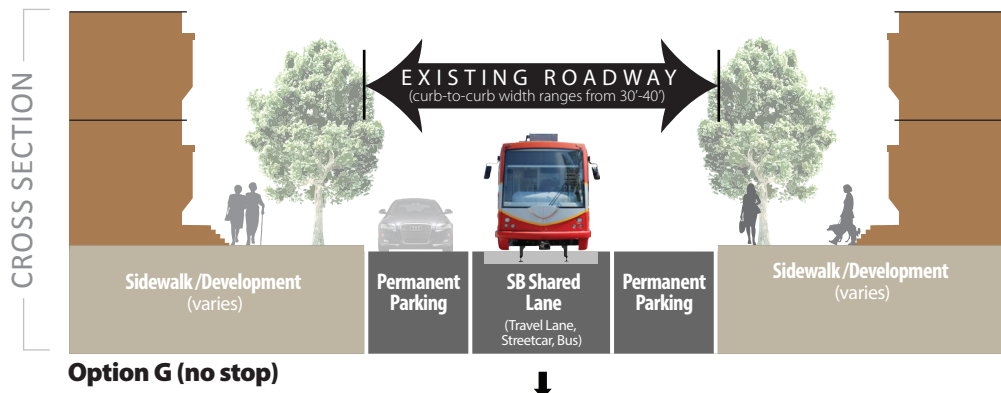 CROSS SECTION
EXISTING ROADWAY
(curb-to-curb width ranges from 30'-40')
Sidewalk/Development
(varies)
Permanent
Parking
SB Shared
Lane
(Travel Lane,
Streetcar, Bus)
Permanent
Parking
Sidewalk/Development
(varies)
Option G (no stop)